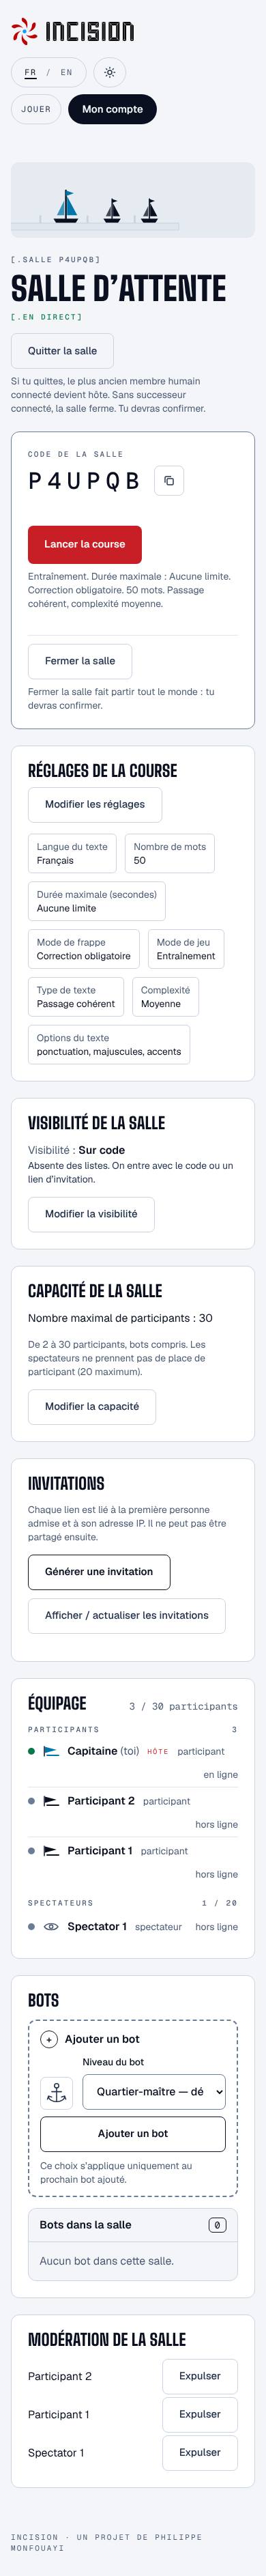 INCISION
FR / EN
JOUER
Mon compte
[.SALLE P4UPQB]
SALLE D’ATTENTE
[.EN DIRECT]
Quitter la salle
Si tu quittes, le plus ancien membre humain
connecté devient hôte. Sans successeur
connecté, la salle ferme. Tu devras confirmer.
CODE DE LA SALLE
P4UPQB
Lancer la course
Entraînement. Durée maximale : Aucune limite.
Correction obligatoire. 50 mots. Passage
cohérent, complexité moyenne.
Fermer la salle
Fermer la salle fait partir tout le monde : tu
devras confirmer.
RÉGLAGES DE LA COURSE
Modifier les réglages
Langue du texte
Français
Nombre de mots
50
Durée maximale (secondes)
Aucune limite
Mode de frappe
Correction obligatoire
Mode de jeu
Entraînement
Type de texte
Passage cohérent
Complexité
Moyenne
Options du texte
ponctuation, majuscules, accents
VISIBILITÉ DE LA SALLE
Visibilité : Sur code
Absente des listes. On entre avec le code ou un
lien d’invitation.
Modifier la visibilité
CAPACITÉ DE LA SALLE
Nombre maximal de participants : 30
De 2 à 30 participants, bots compris. Les
spectateurs ne prennent pas de place de
participant (20 maximum).
Modifier la capacité
INVITATIONS
Chaque lien est lié à la première personne
admise et à son adresse IP. Il ne peut pas être
partagé ensuite.
Générer une invitation
Afficher / actualiser les invitations
ÉQUIPAGE
3 / 30 participants
PARTICIPANTS 3
Capitaine (toi) HÔTE participant
en ligne
Participant 2 participant
hors ligne
Participant 1 participant
hors ligne
SPECTATEURS 1 / 20
Spectator 1 spectateur hors ligne
BOTS
+ Ajouter un bot
Niveau du bot
Quartier-maître — dé
Ajouter un bot
Ce choix s’applique uniquement au
prochain bot ajouté.
Bots dans la salle 0
Aucun bot dans cette salle.
MODÉRATION DE LA SALLE
Participant 2 Expulser
Participant 1 Expulser
Spectator 1 Expulser
INCISION · UN PROJET DE PHILIPPE
MONFOUAYI